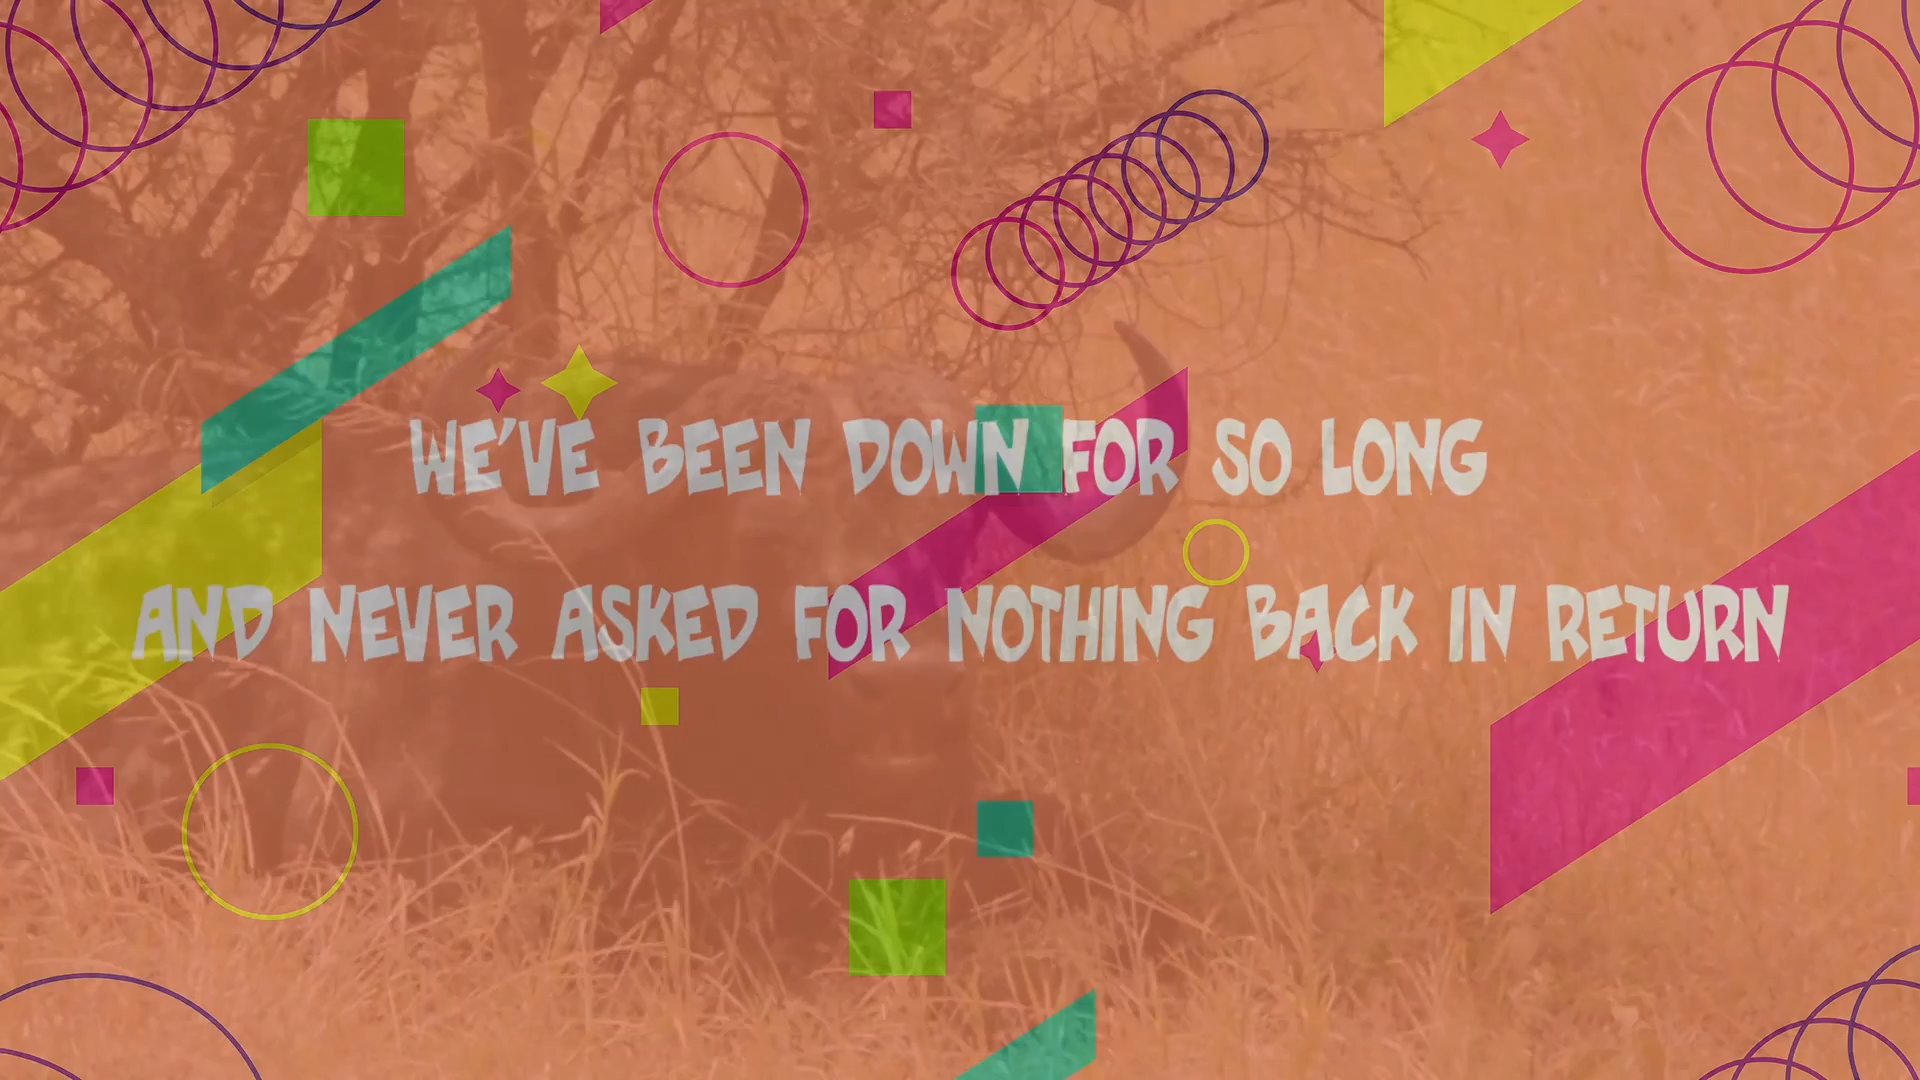 WE'VE BEEN DOWN FOR SO LONG
AND NEVER ASKED FOR NOTHING BACK IN RETURN